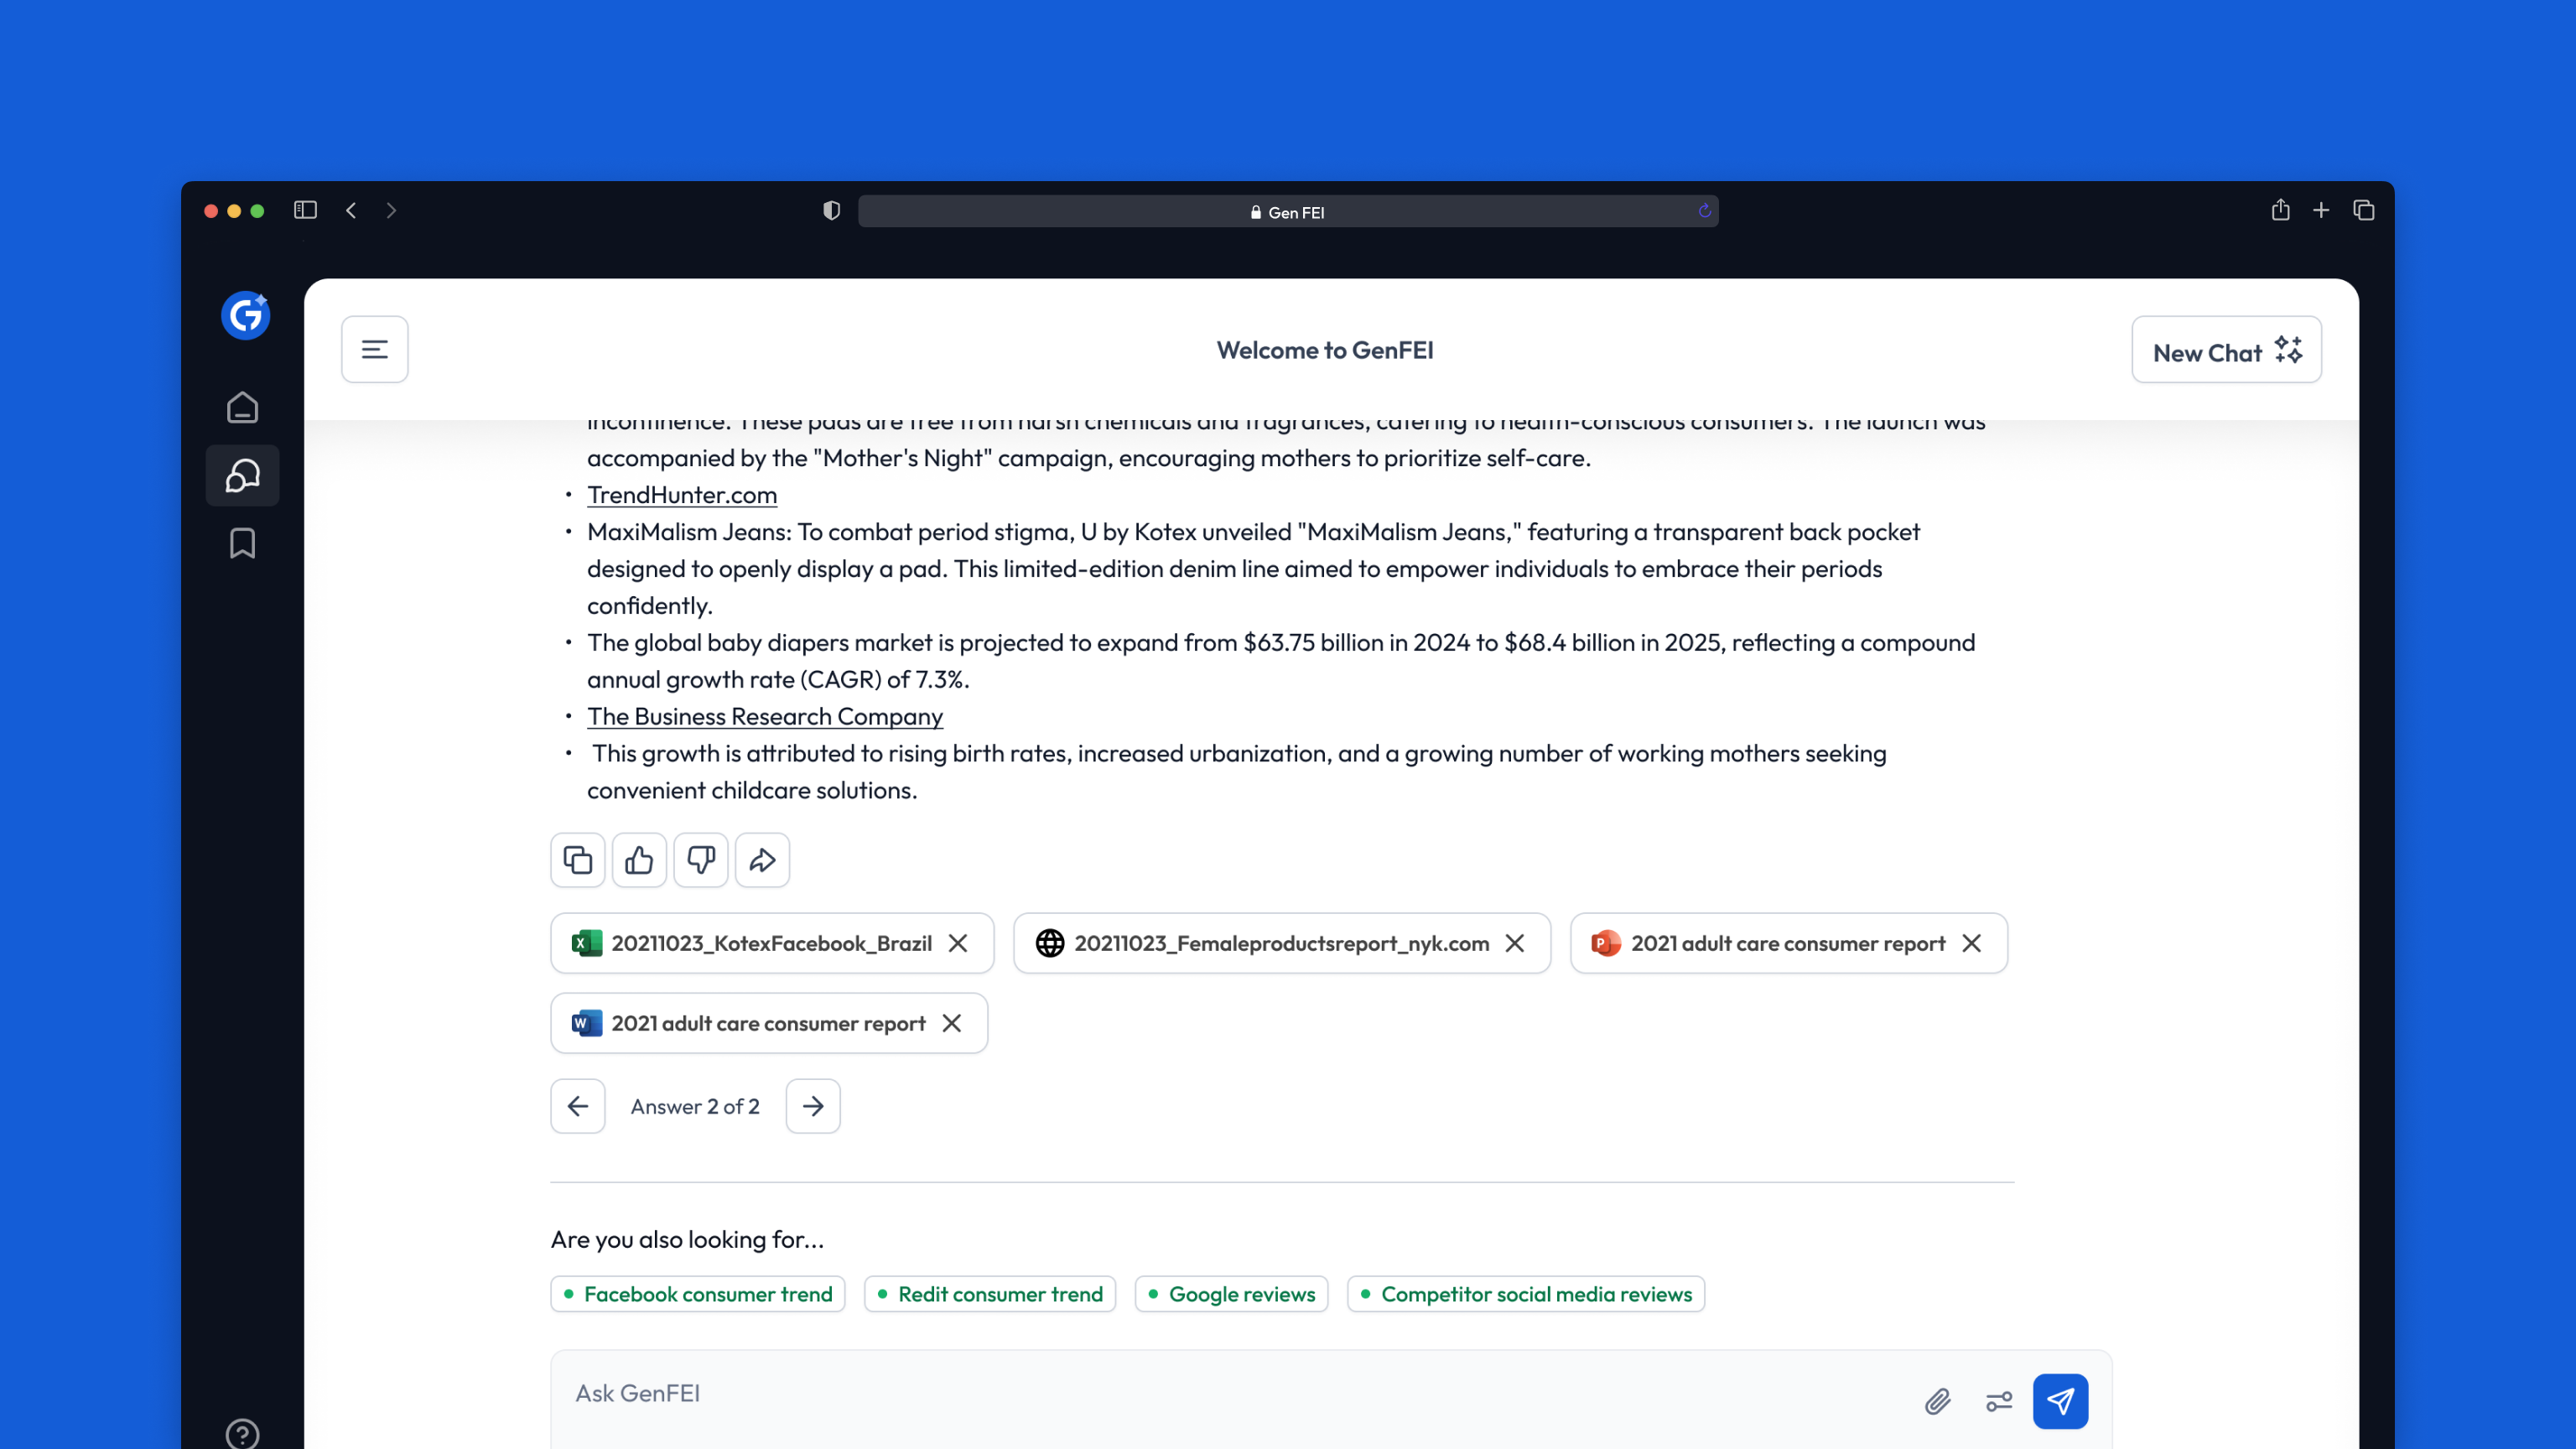 Gen FEI
Welcome to GenFEI
New Chat
incontinence. These pads are free from harsh chemicals and fragrances, catering to health-conscious consumers. The launch was
accompanied by the "Mother's Night" campaign, encouraging mothers to prioritize self-care.
• TrendHunter.com
• MaxiMalism Jeans: To combat period stigma, U by Kotex unveiled "MaxiMalism Jeans," featuring a transparent back pocket
designed to openly display a pad. This limited-edition denim line aimed to empower individuals to embrace their periods
confidently.
• The global baby diapers market is projected to expand from $63.75 billion in 2024 to $68.4 billion in 2025, reflecting a compound
annual growth rate (CAGR) of 7.3%.
• The Business Research Company
• This growth is attributed to rising birth rates, increased urbanization, and a growing number of working mothers seeking
convenient childcare solutions.
20211023_KotexFacebook_Brazil
20211023_Femaleproductsreport_nyk.com
2021 adult care consumer report
2021 adult care consumer report
Answer 2 of 2
Are you also looking for...
Facebook consumer trend
Redit consumer trend
Google reviews
Competitor social media reviews
Ask GenFEI